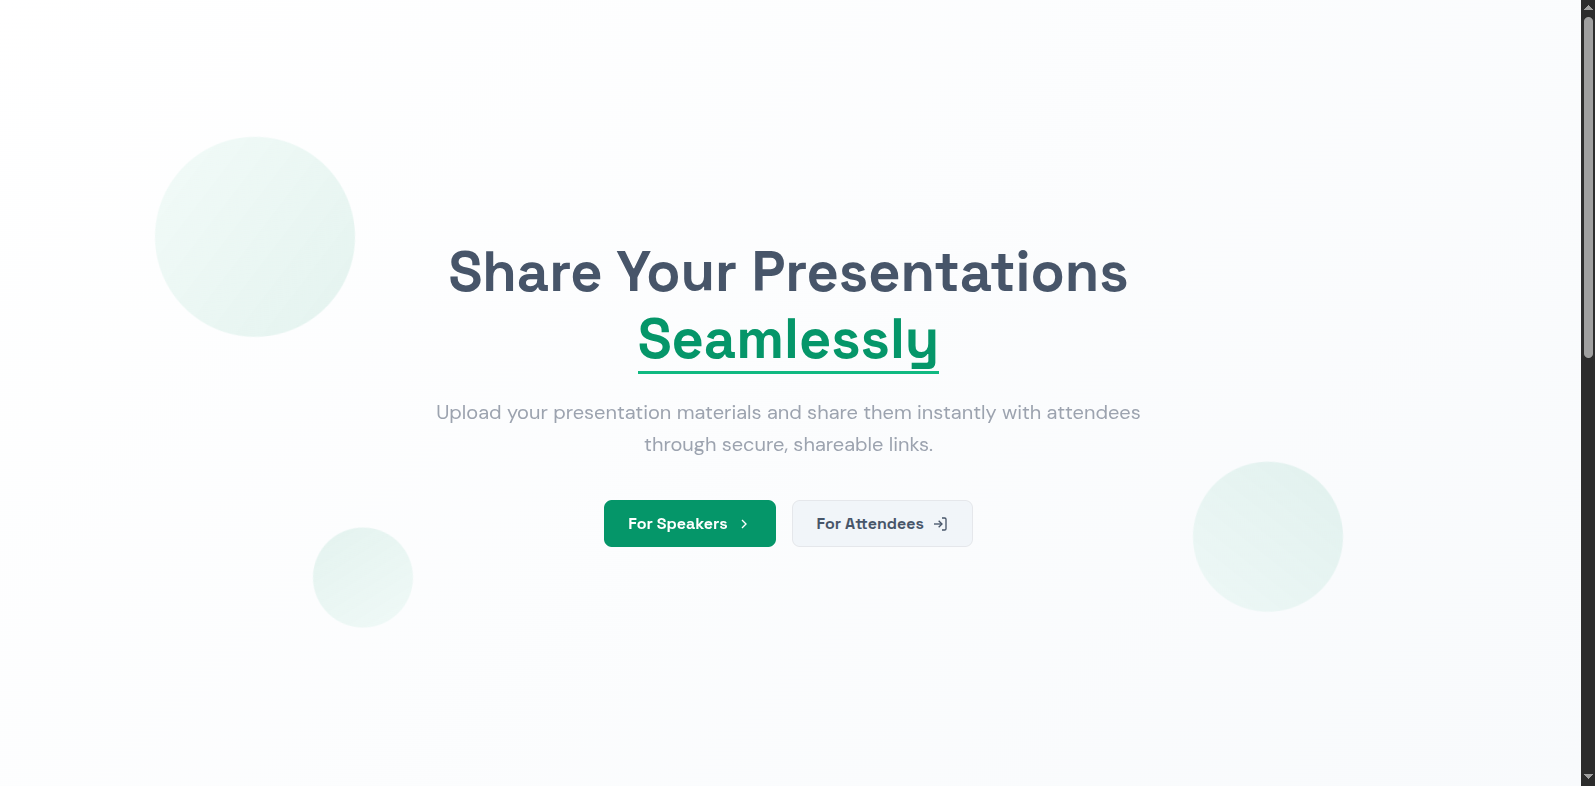 Share Your Presentations
Seamlessly
Upload your presentation materials and share them instantly with attendees
through secure, shareable links.
For Speakers
For Attendees